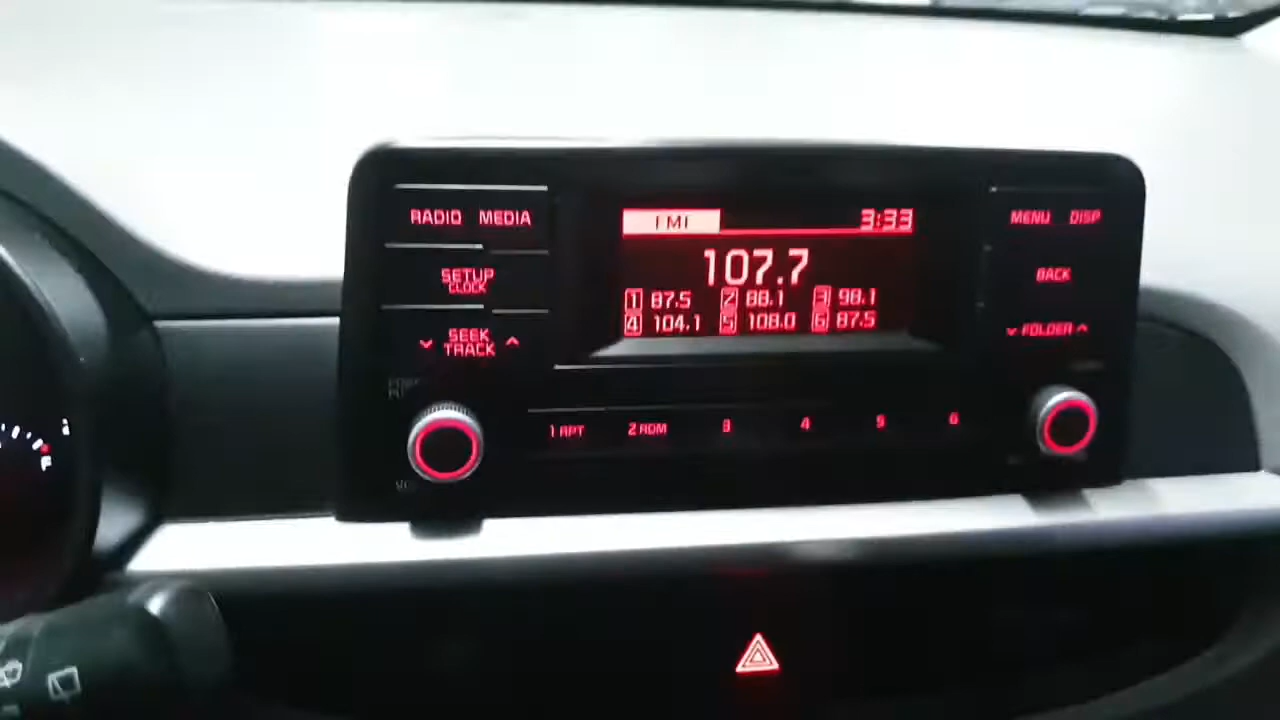 RADIO MEDIA
FM1 3:33
MENU DISP
SETUP
CLOCK
107.7
BACK
1 87.5 2 88.1 3 98.1
4 104.1 5 108.0 6 87.5
SEEK
TRACK
FOLDER
1 RPT 2 RDM 3 4 5 6